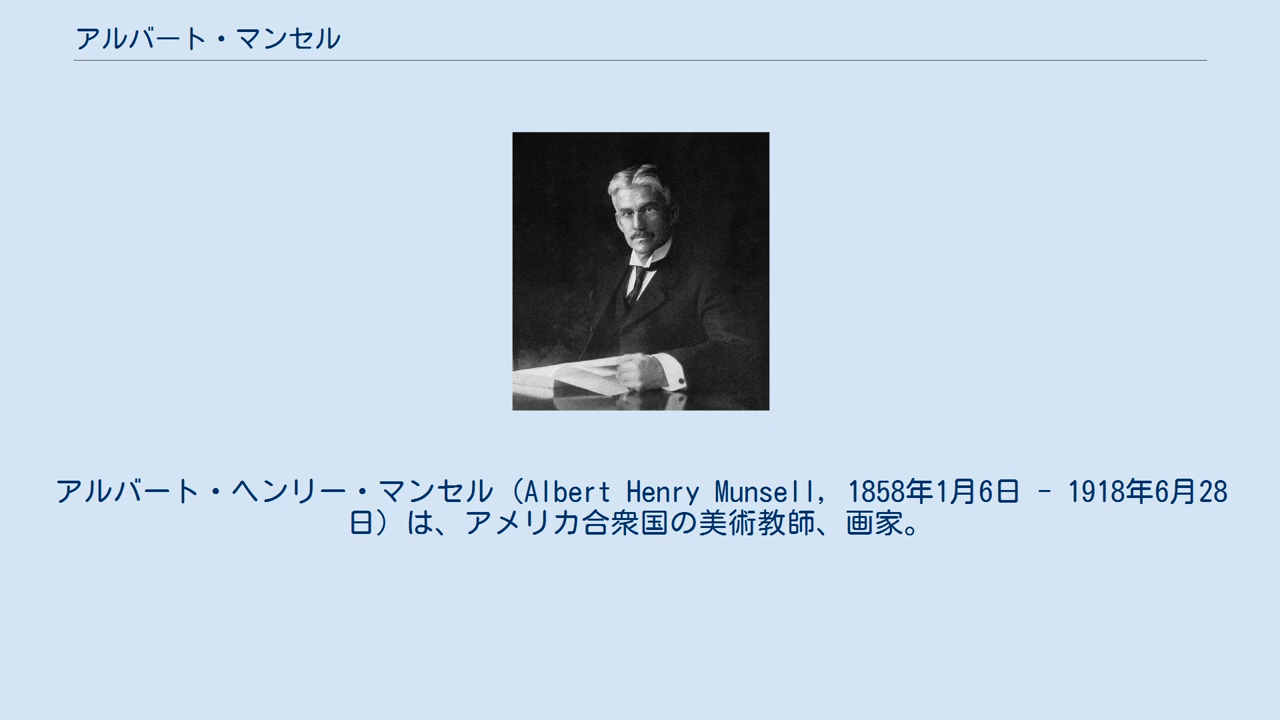 アルバート・マンセル
アルバート・ヘンリー・マンセル（Albert Henry Munsell, 1858年1月6日 - 1918年6月28
日）は、アメリカ合衆国の美術教師、画家。